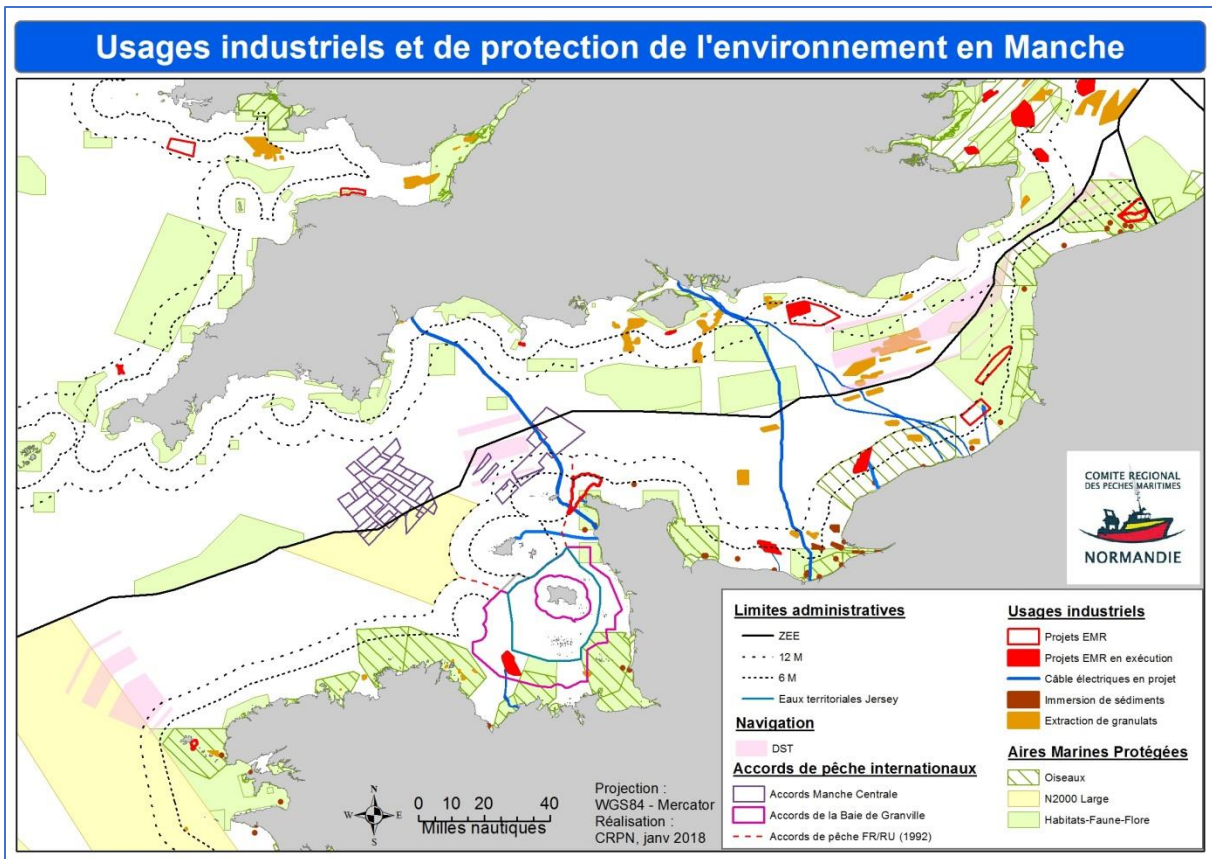 Usages industriels et de protection de l'environnement en Manche
COMITE REGIONAL
DES PECHES MARITIMES
NORMANDIE
Limites administratives
ZEE
12 M
6 M
Eaux territoriales Jersey
Navigation
DST
Accords de pêche internationaux
Accords Manche Centrale
Accords de la Baie de Granville
Accords de pêche FR/RU (1992)
Usages industriels
Projets EMR
Projets EMR en exécution
Câble électriques en projet
Immersion de sédiments
Extraction de granulats
Aires Marines Protégées
Oiseaux
N2000 Large
Habitats-Faune-Flore
N
W E
S
0 10 20 40
Milles nautiques
Projection :
WGS84 - Mercator
Réalisation :
CRPN, janv 2018